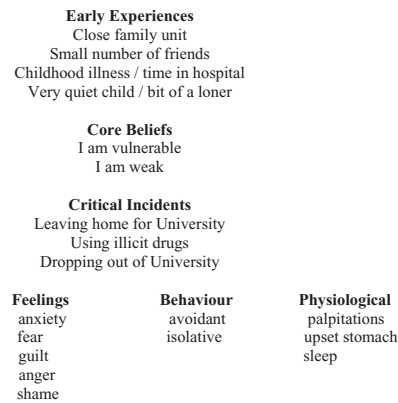 Early Experiences
Close family unit
Small number of friends
Childhood illness / time in hospital
Very quiet child / bit of a loner
Core Beliefs
I am vulnerable
I am weak
Critical Incidents
Leaving home for University
Using illicit drugs
Dropping out of University
Feelings Behaviour Physiological
anxiety avoidant palpitations
fear isolative upset stomach
guilt sleep
anger
shame